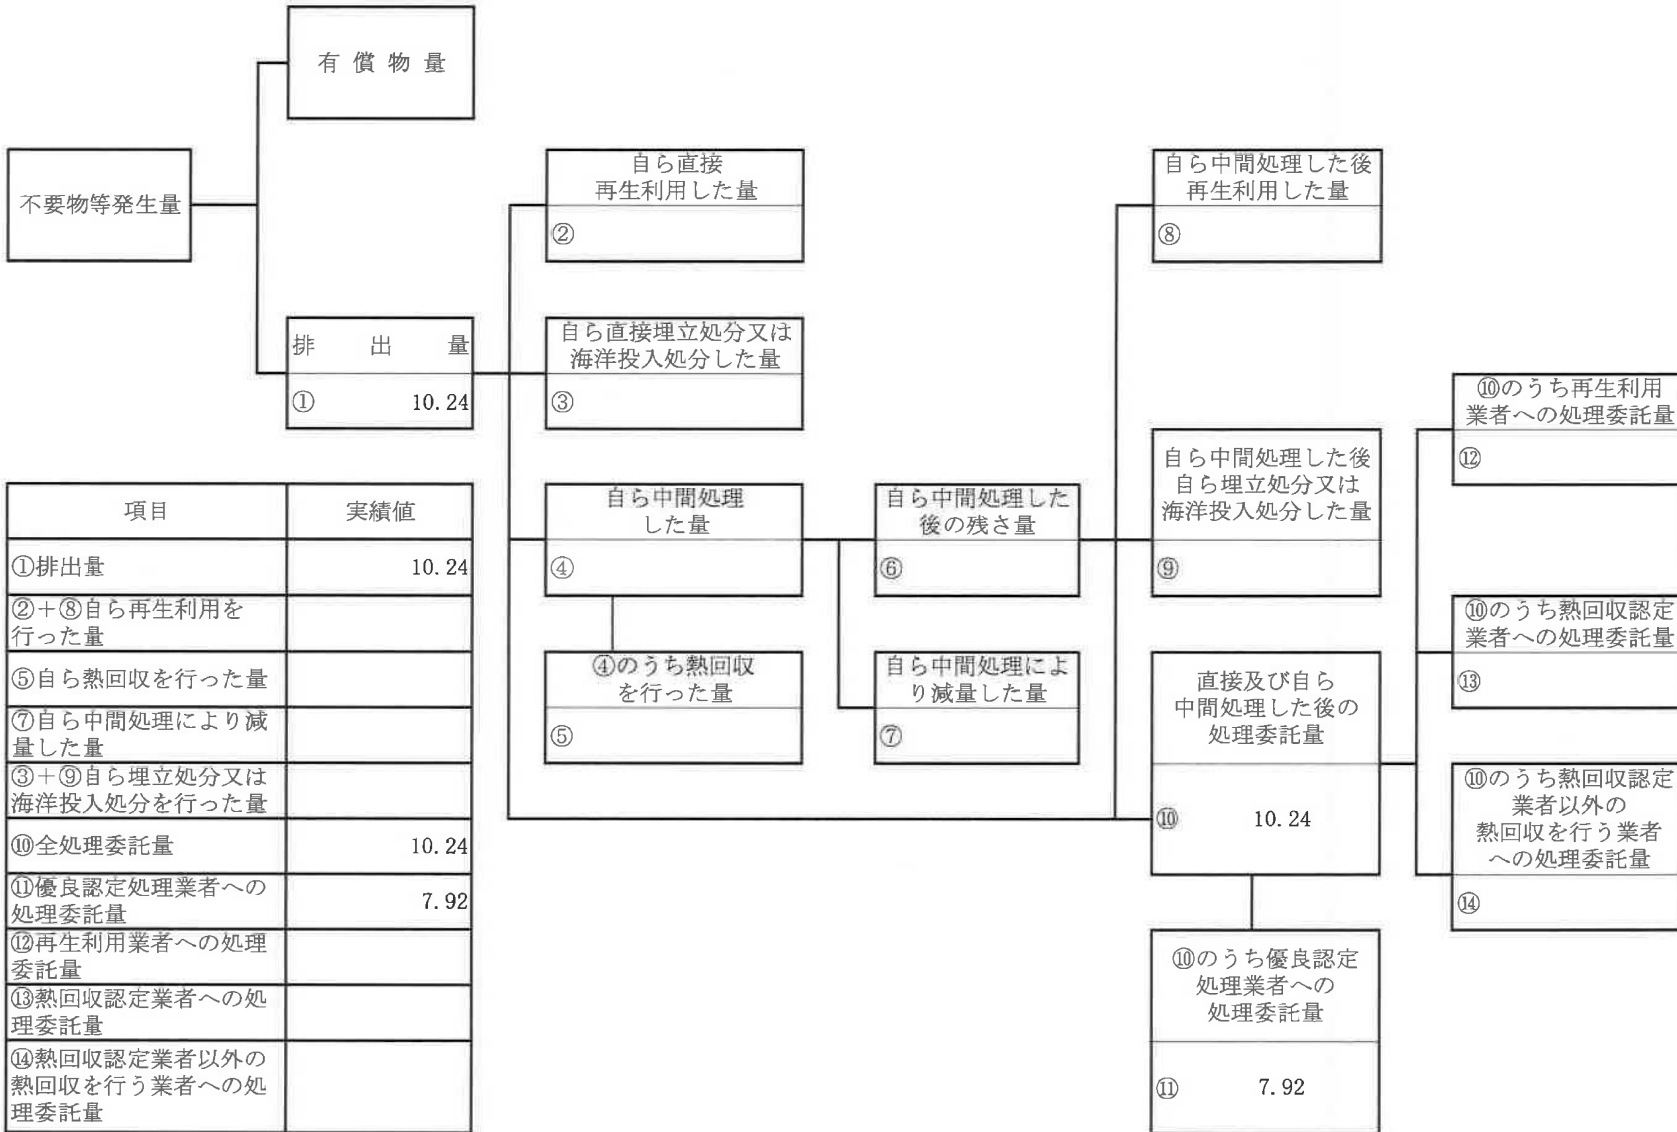 有償物量
不要物等発生量
自ら直接
再生利用した量
②
自ら中間処理した後
再生利用した量
⑧
排出量
① 10.24
自ら直接埋立処分又は
海洋投入処分した量
③
⑩のうち再生利用
業者への処理委託量
⑫
自ら中間処理した後
自ら埋立処分又は
海洋投入処分した量
⑨
自ら中間処理
した量
④
自ら中間処理した
後の残さ量
⑥
⑩のうち熱回収認定
業者への処理委託量
⑬
④のうち熱回収
を行った量
⑤
自ら中間処理によ
り減量した量
⑦
直接及び自ら
中間処理した後の
処理委託量
⑩ 10.24
⑩のうち熱回収認定
業者以外の
熱回収を行う業者
への処理委託量
⑭
⑩のうち優良認定
処理業者への
処理委託量
⑪ 7.92
項目 実績値
①排出量 10.24
②+⑧自ら再生利用を
行った量
⑤自ら熱回収を行った量
⑦自ら中間処理により減
量した量
③+⑨自ら埋立処分又は
海洋投入処分を行った量
⑩全処理委託量 10.24
⑪優良認定処理業者への
処理委託量 7.92
⑫再生利用業者への処理
委託量
⑬熱回収認定業者への処
理委託量
⑭熱回収認定業者以外の
熱回収を行う業者への処
理委託量